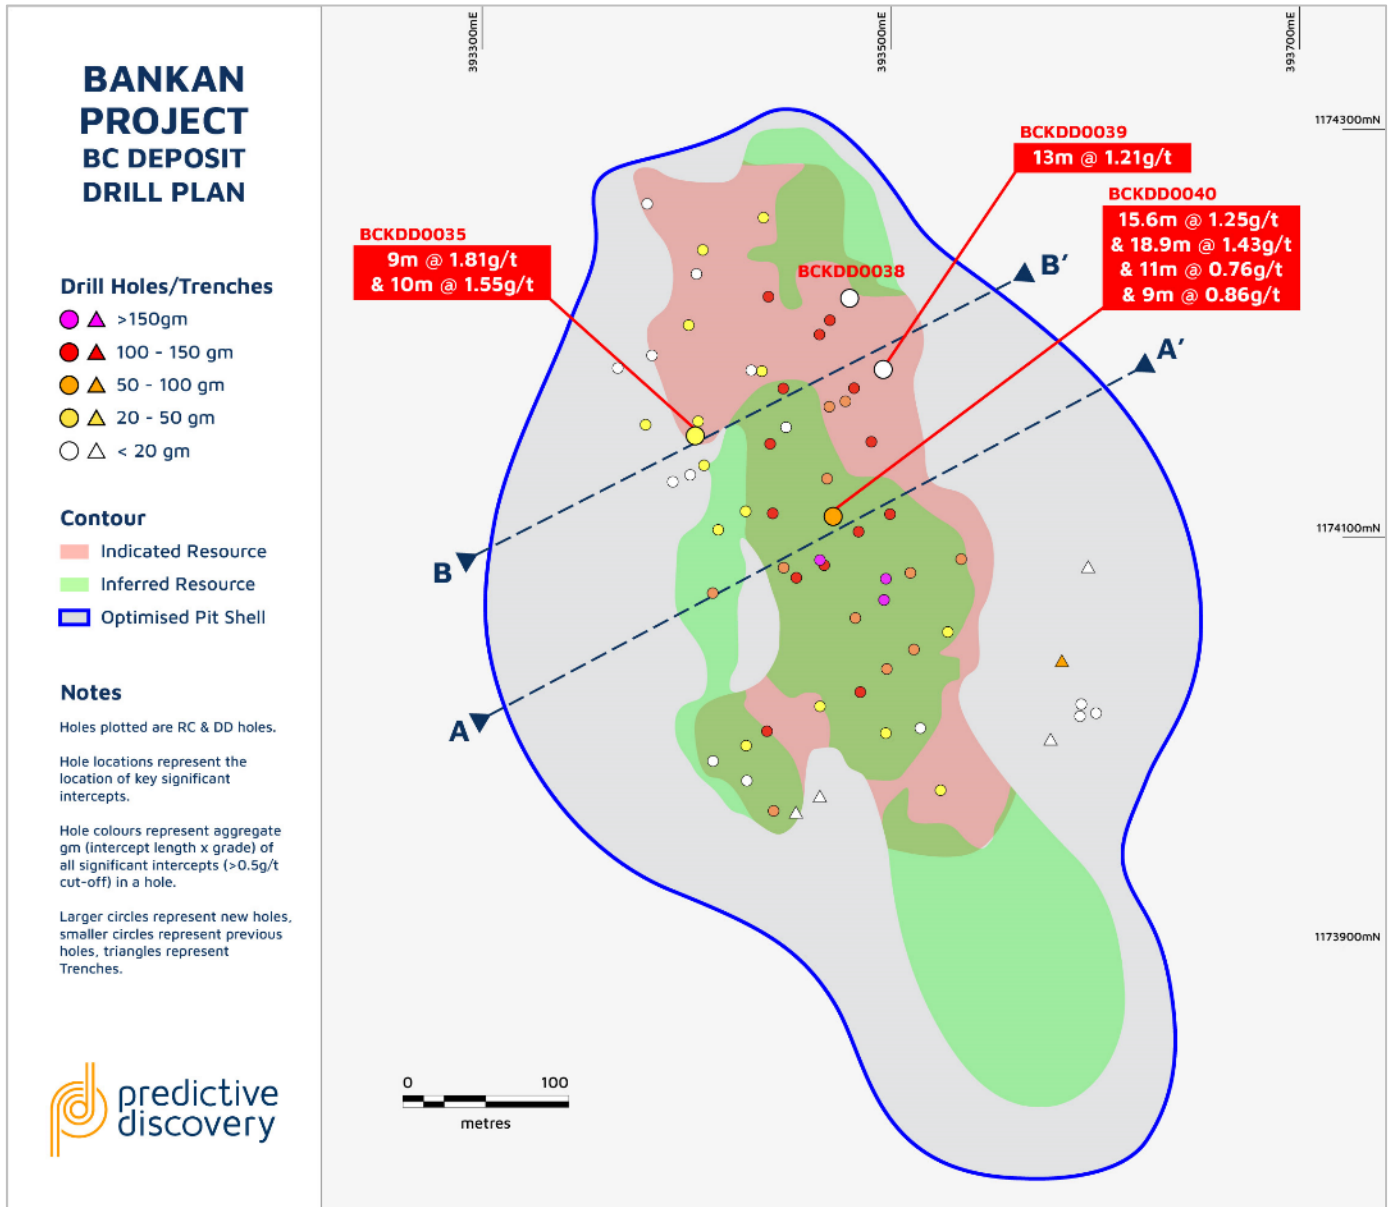 BANKAN
PROJECT
BC DEPOSIT
DRILL PLAN
Drill Holes/Trenches
>150gm
100 - 150 gm
50 - 100 gm
20 - 50 gm
< 20 gm
Contour
Indicated Resource
Inferred Resource
Optimised Pit Shell
Notes
Holes plotted are RC & DD holes.
Hole locations represent the
location of key significant
intercepts.
Hole colours represent aggregate
gm (intercept length x grade) of
all significant intercepts (>0.5g/t
cut-off) in a hole.
Larger circles represent new holes,
smaller circles represent previous
holes, triangles represent
Trenches.
predictive
discovery
393300mE
393500mE
393700mE
1174300mN
1174100mN
1173900mN
BCKDD0039
13m @ 1.21g/t
BCKDD0040
15.6m @ 1.25g/t
& 18.9m @ 1.43g/t
& 11m @ 0.76g/t
& 9m @ 0.86g/t
BCKDD0035
9m @ 1.81g/t
& 10m @ 1.55g/t
BCKDD0038
B'
A'
B
A
0 100
metres